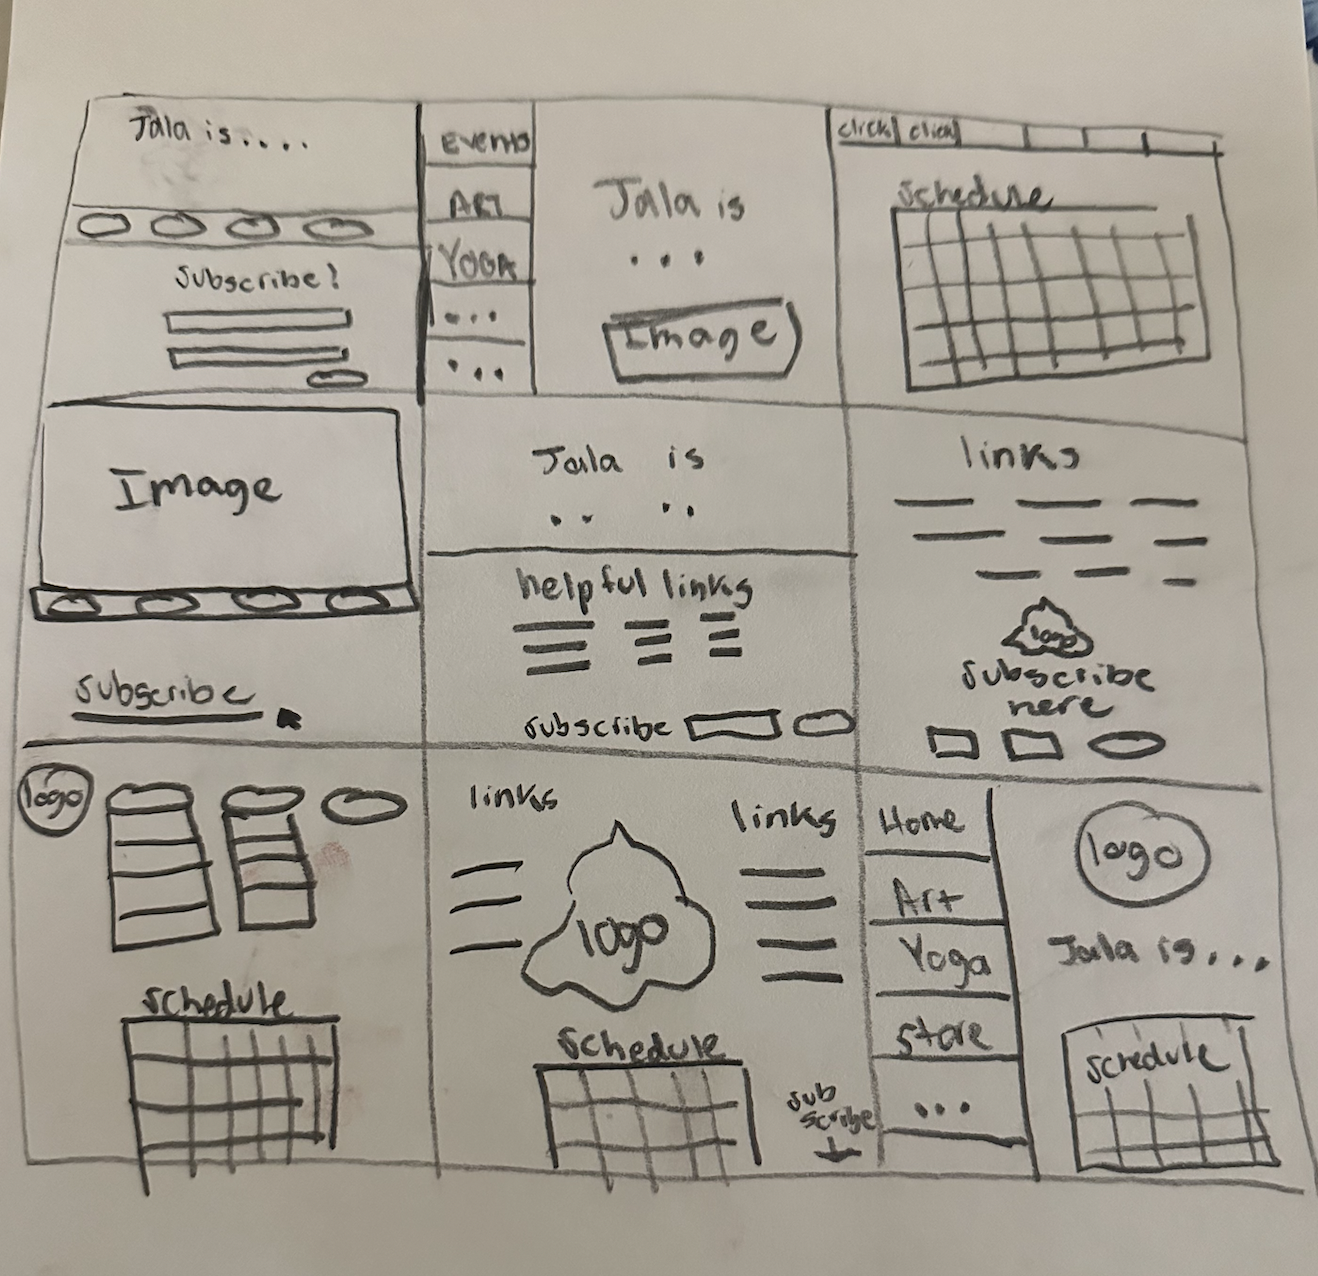 Jala is....
Subscribe!
Events
ART
YOGA
...
...
Jala is
...
Image
click click
Schedule
Image
subscribe
Jala is
.. ..
helpful links
subscribe
links
logo
subscribe
here
logo
schedule
links
links
logo
Schedule
sub
scribe
Home
Art
Yoga
Store
...
logo
Jala is...
Schedule